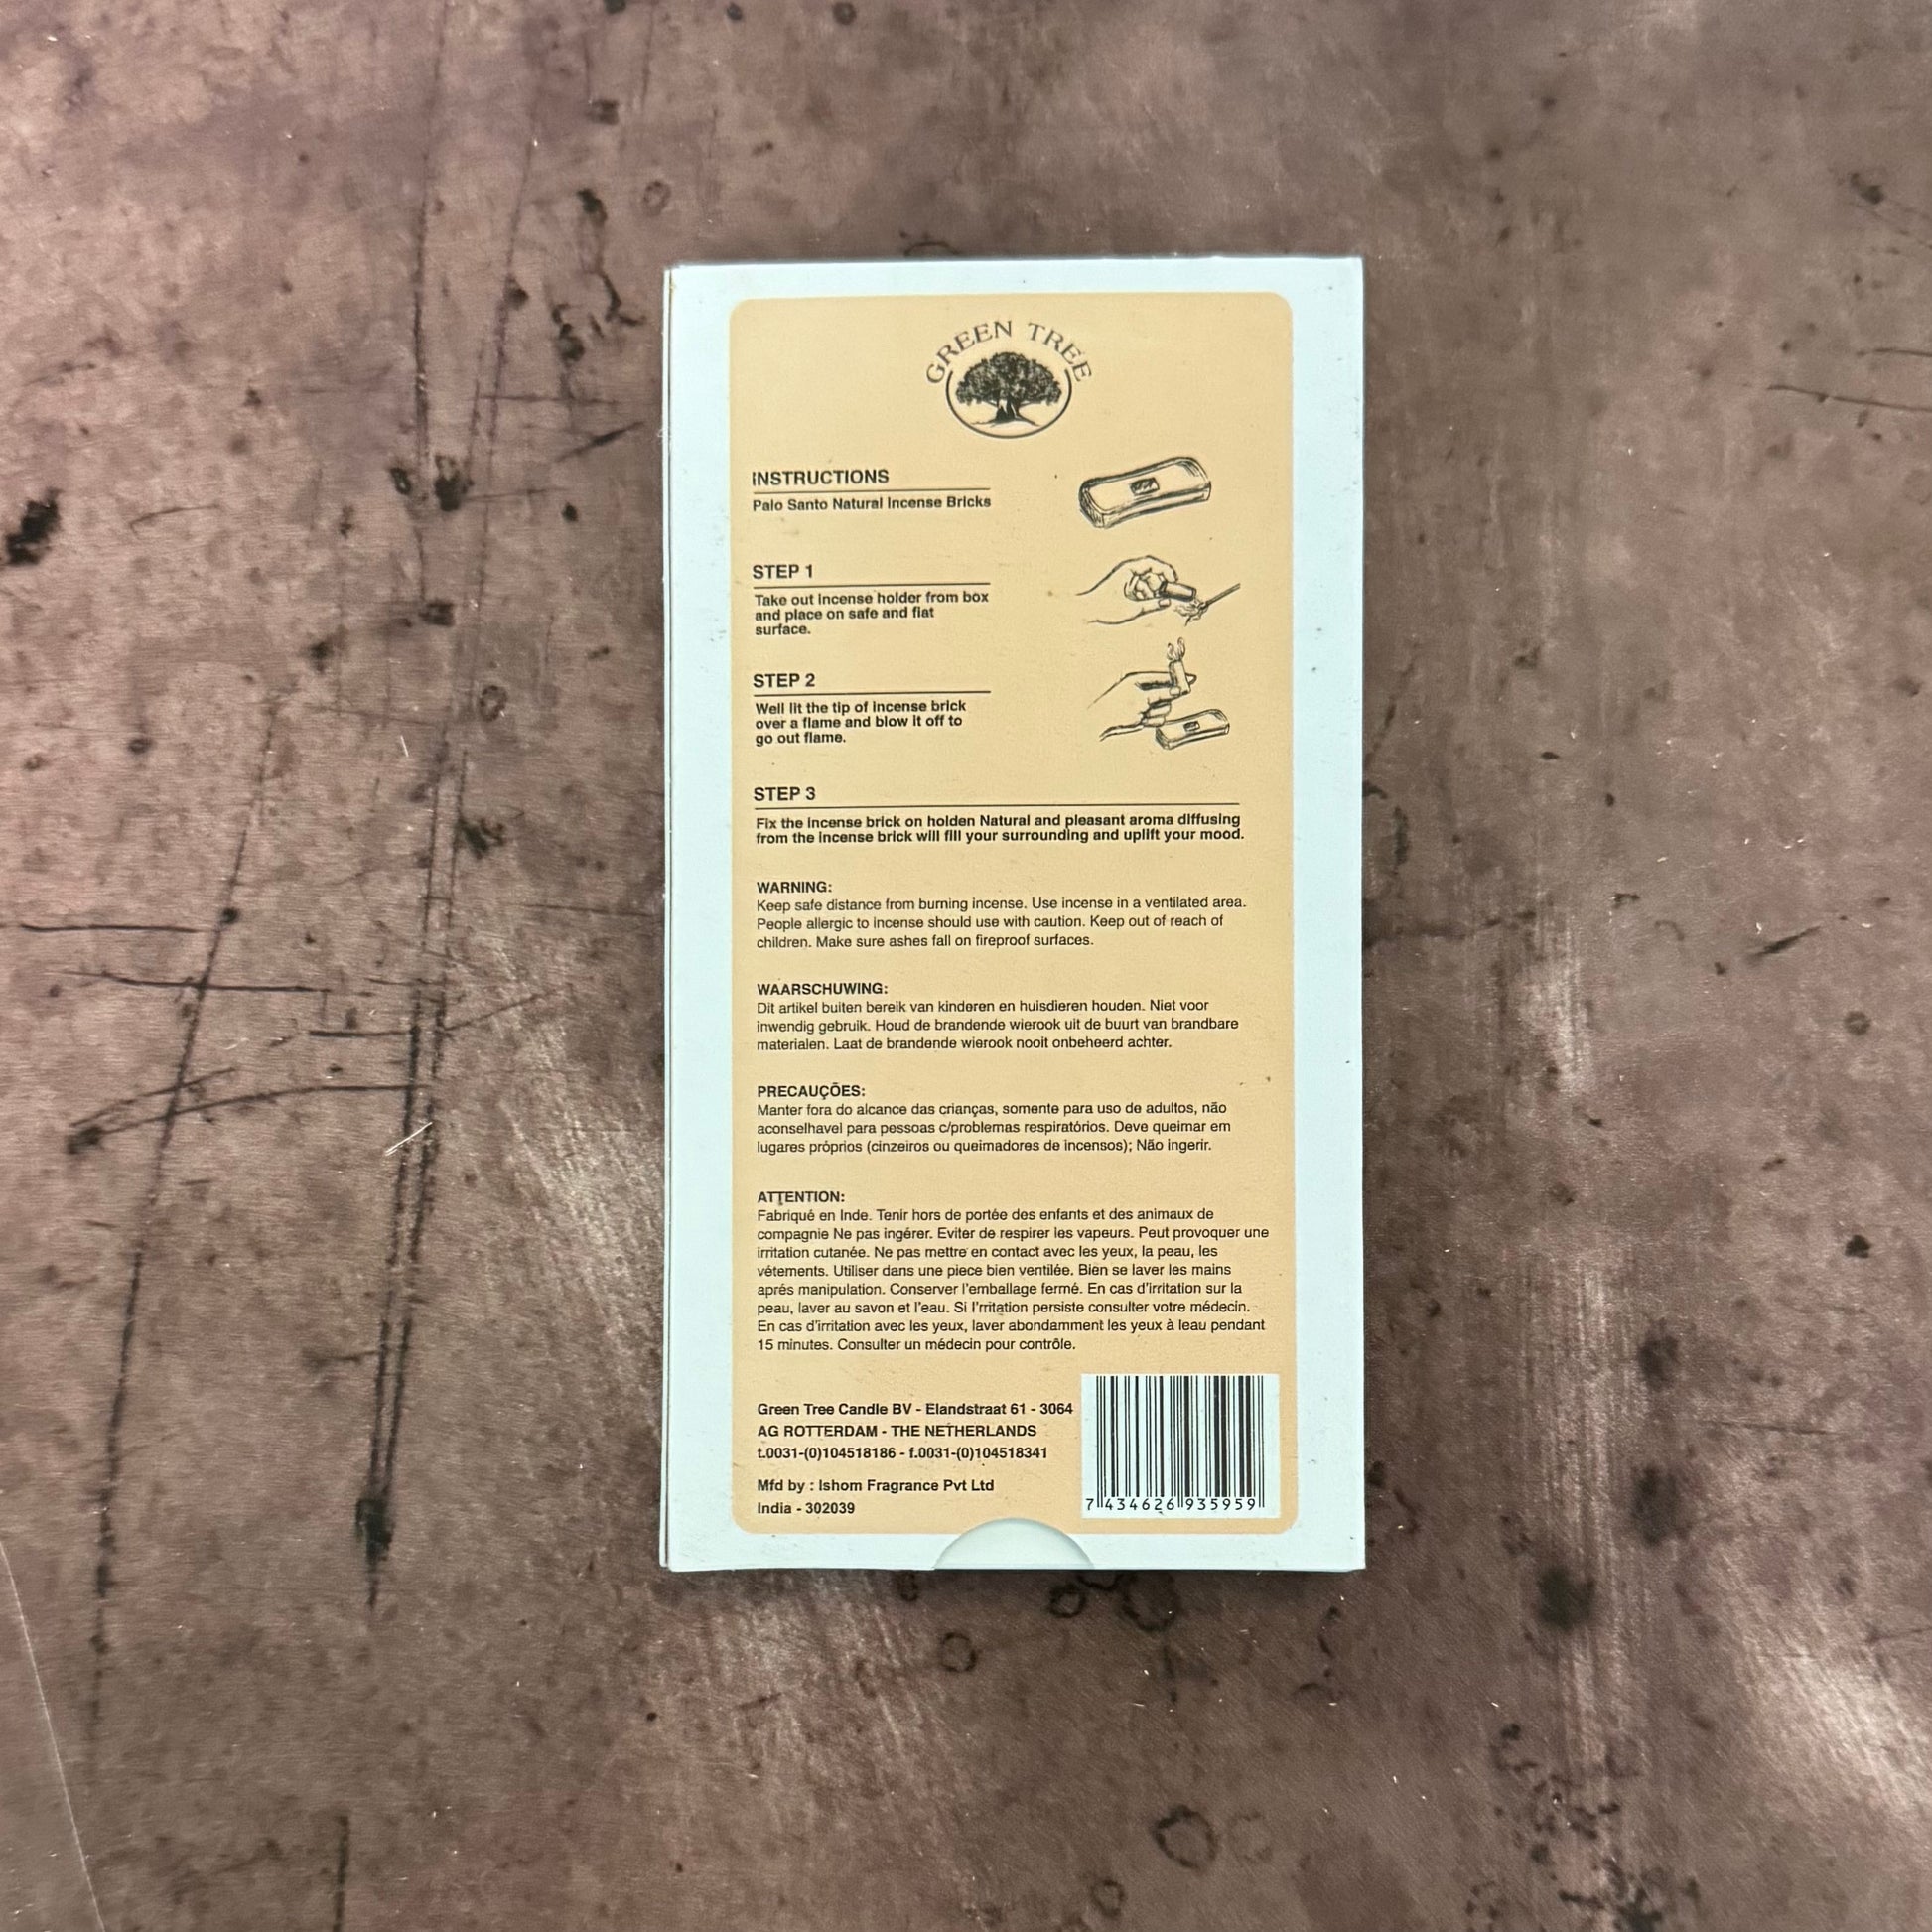 GREEN TREE
INSTRUCTIONS
Palo Santo Natural Incense Bricks
STEP 1
Take out incense holder from box
and place on safe and flat
surface.
STEP 2
Well lit the tip of incense brick
over a flame and blow it off to
go out flame.
STEP 3
Fix the incense brick on holden Natural and pleasant aroma diffusing
from the incense brick will fill your surrounding and uplift your mood.
WARNING:
Keep safe distance from burning incense. Use incense in a ventilated area.
People allergic to incense should use with caution. Keep out of reach of
children. Make sure ashes fall on fireproof surfaces.
WAARSCHUWING:
Dit artikel buiten bereik van kinderen en huisdieren houden. Niet voor
inwendig gebruik. Houd de brandende wierook uit de buurt van brandbare
materialen. Laat de brandende wierook nooit onbeheerd achter.
PRECAUÇÕES:
Manter fora do alcance das crianças, somente para uso de adultos, não
aconselhavel para pessoas c/problemas respiratórios. Deve queimar em
lugares próprios (cinzeiros ou queimadores de incensos); Não ingerir.
ATTENTION:
Fabriqué en Inde. Tenir hors de portée des enfants et des animaux de
compagnie Ne pas ingérer. Eviter de respirer les vapeurs. Peut provoquer une
irritation cutanée. Ne pas mettre en contact avec les yeux, la peau, les
vétements. Utiliser dans une piece bien ventilée. Bien se laver les mains
aprés manipulation. Conserver l'emballage fermé. En cas d'irritation sur la
peau, laver au savon et l'eau. Si l'rritation persiste consulter votre médecin.
En cas d'irritation avec les yeux, laver abondamment les yeux à leau pendant
15 minutes. Consulter un médecin pour contrôle.
Green Tree Candle BV - Elandstraat 61 - 3064
AG ROTTERDAM - THE NETHERLANDS
t.0031-(0)104518186 - f.0031-(0)104518341
Mfd by : Ishom Fragrance Pvt Ltd
India - 302039
7 434626 935959